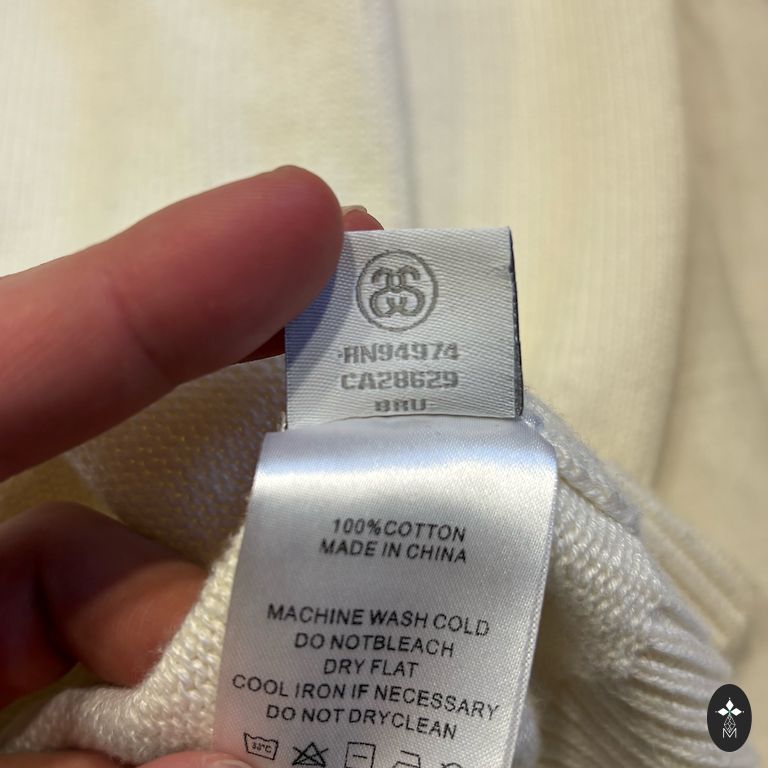 RN94974
CA28629
BRU
100%COTTON
MADE IN CHINA
MACHINE WASH COLD
DO NOTBLEACH
DRY FLAT
COOL IRON IF NECESSARY
DO NOT DRYCLEAN
30°C
M